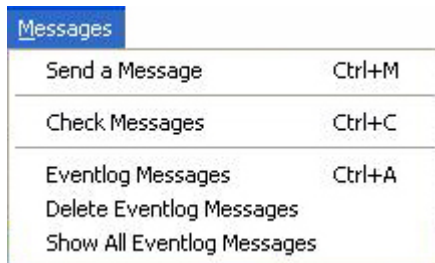 Messages
Send a Message Ctrl+M
Check Messages Ctrl+C
Eventlog Messages Ctrl+A
Delete Eventlog Messages
Show All Eventlog Messages